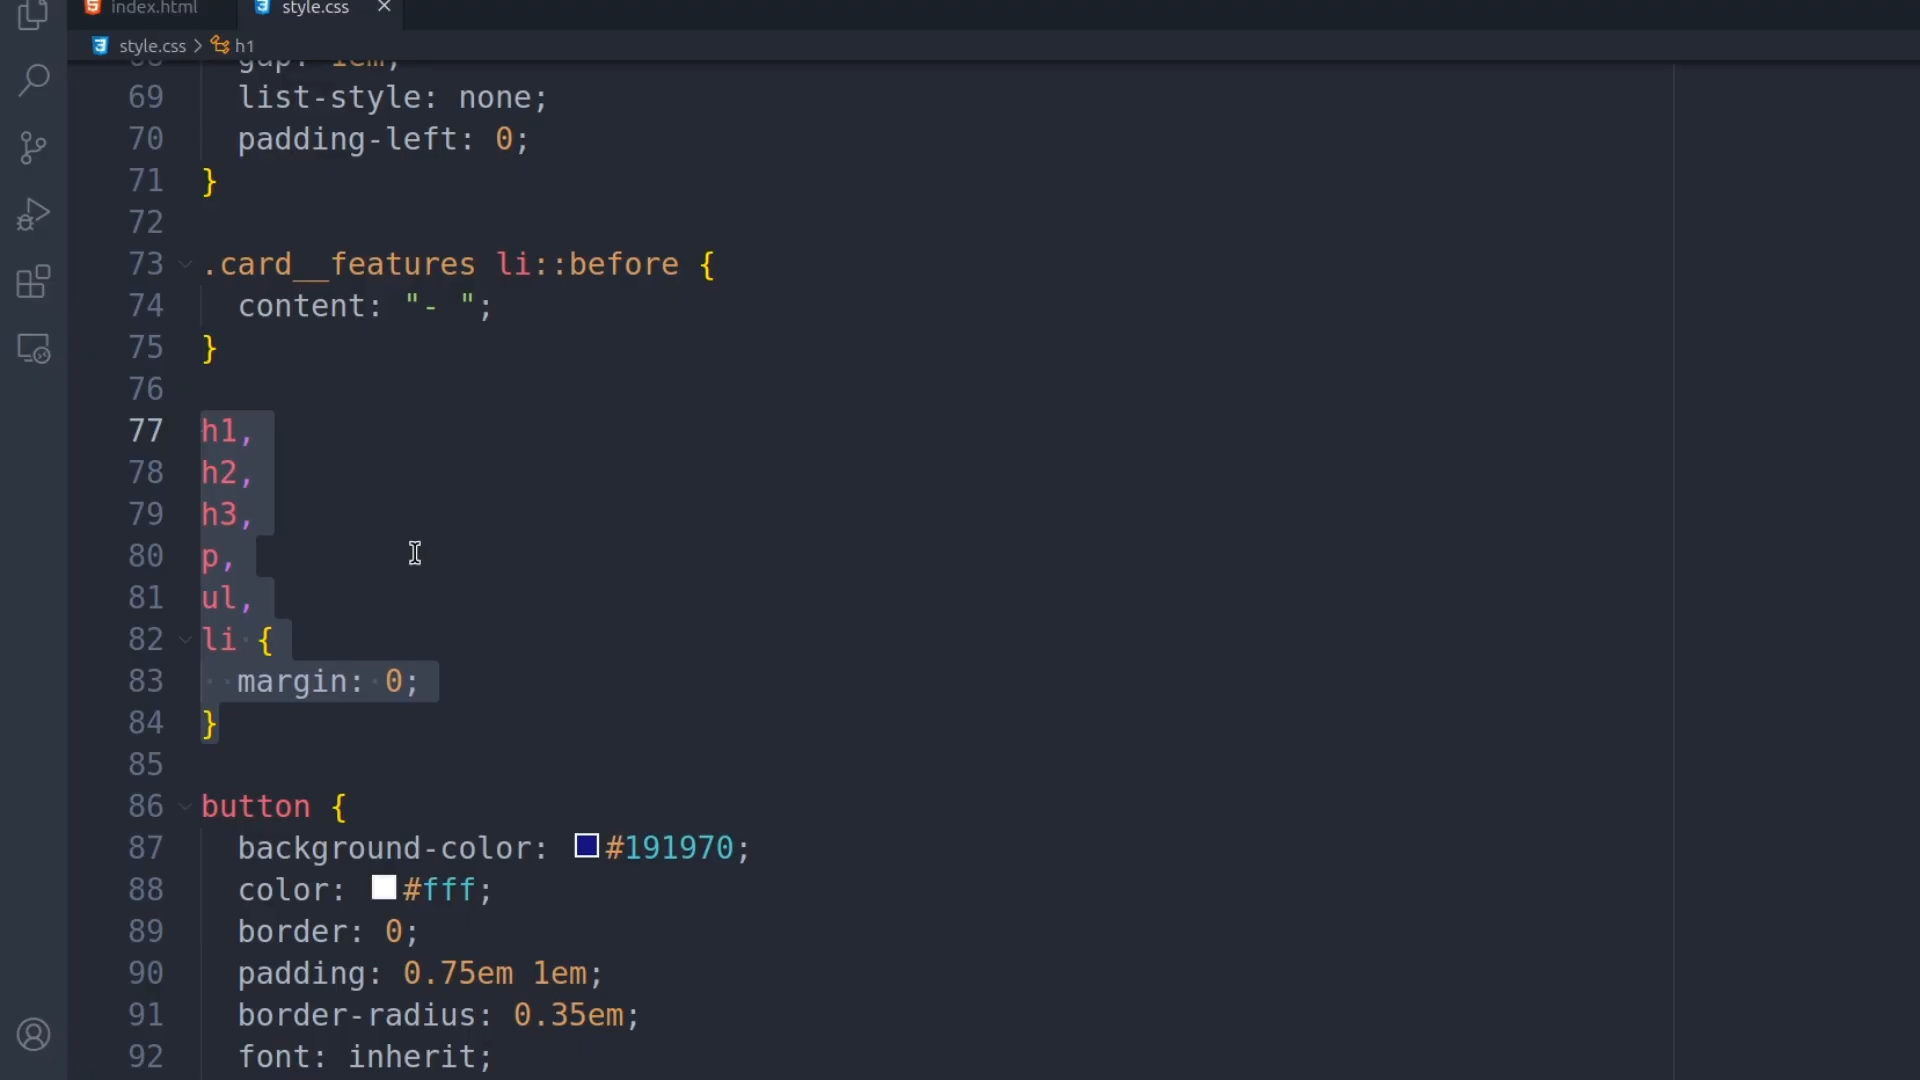 index.html style.css
style.css > h1
68 gap: 1em;
69 list-style: none;
70 padding-left: 0;
71 }
72
73 .card__features li::before {
74 content: "- ";
75 }
76
77 h1,
78 h2,
79 h3,
80 p,
81 ul,
82 li {
83 margin: 0;
84 }
85
86 button {
87 background-color: #191970;
88 color: #fff;
89 border: 0;
90 padding: 0.75em 1em;
91 border-radius: 0.35em;
92 font: inherit;